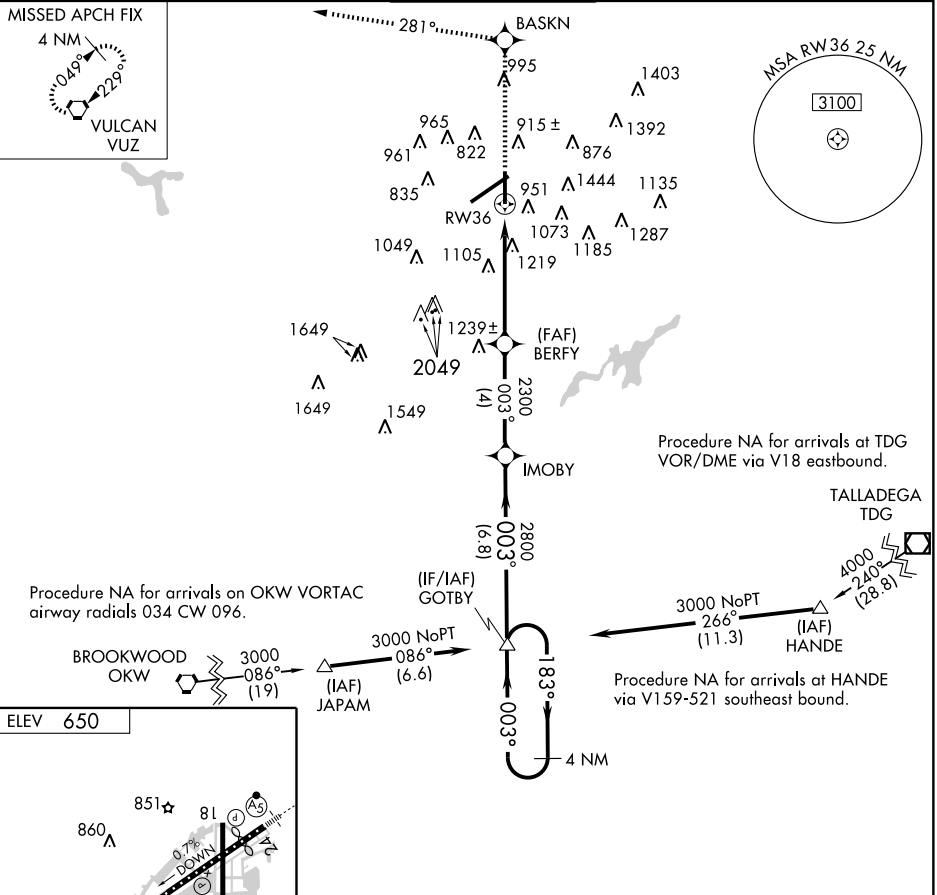 MISSED APCH FIX
4 NM
049°
229°
VULCAN
VUZ
281°
BASKN
995
1403
1392
965
915 ±
961
822
876
835
951
1444
1135
RW36
1073
1287
1185
1049
1105
1219
MSA RW36 25 NM
3100
1649
2049
1239±
(FAF)
BERFY
1649
1549
2300
003°
(4)
IMOBY
Procedure NA for arrivals at TDG
VOR/DME via V18 eastbound.
TALLADEGA
TDG
4000
240°
(28.8)
2800
003°
(6.8)
(IF/IAF)
GOTBY
Procedure NA for arrivals on OKW VORTAC
airway radials 034 CW 096.
3000 NoPT
266°
(11.3)
(IAF)
HANDE
BROOKWOOD
OKW
3000
086°
(19)
(IAF)
JAPAM
3000 NoPT
086°
(6.6)
183°
003°
4 NM
Procedure NA for arrivals at HANDE
via V159-521 southeast bound.
ELEV 650
851
860
18
P
A5
24
0.7%
DOWN
P